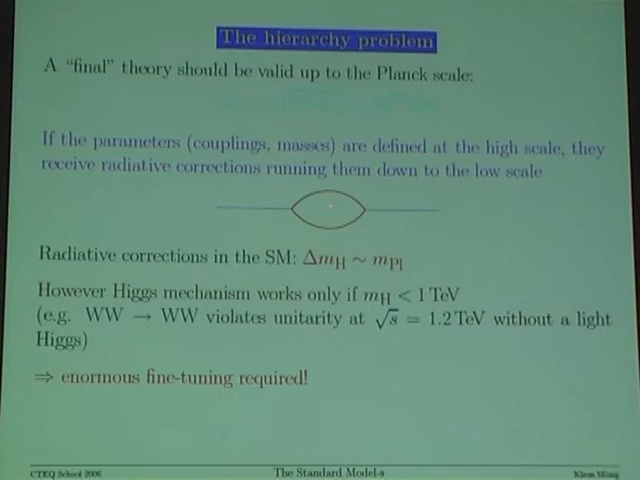 The hierarchy problem
A “final” theory should be valid up to the Planck scale:
If the parameters (couplings, masses) are defined at the high scale, they
receive radiative corrections running them down to the low scale
Radiative corrections in the SM: Δm_H ∼ m_Pl
However Higgs mechanism works only if m_H < 1 TeV
(e.g. WW → WW violates unitarity at √s = 1.2 TeV without a light
Higgs)
⇒ enormous fine-tuning required!
CTEQ School 2006
The Standard Model-9
Klaus Mönig